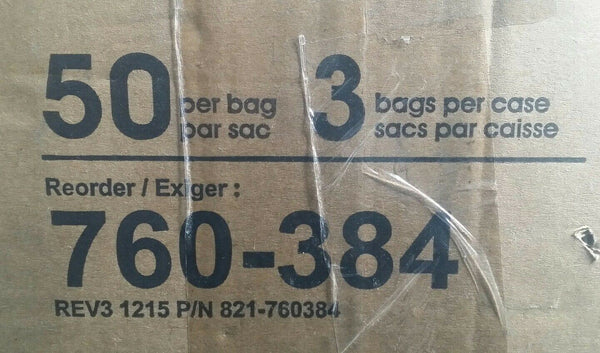 50 per bag 3 bags per case
par sac sacs par caisse
Reorder / Exiger :
760-384
REV3 1215 P/N 821-760384